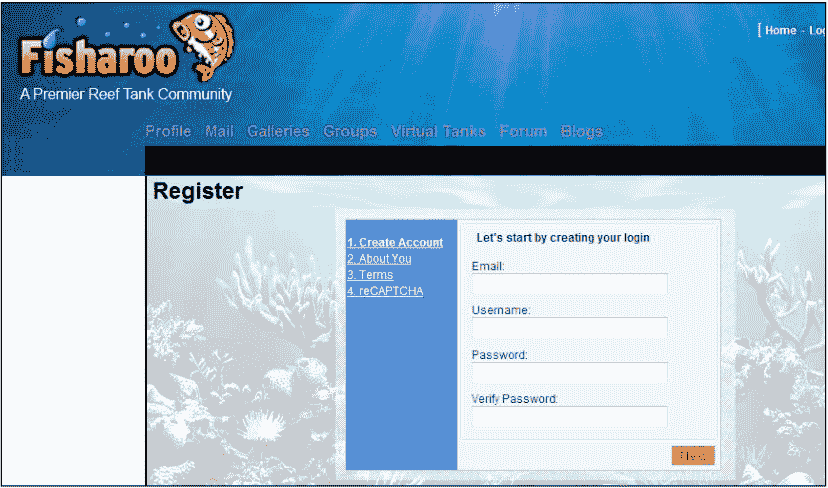 Fisharoo
A Premier Reef Tank Community
[ Home -
Profile Mail Galleries Groups Virtual Tanks Forum Blogs
Register
1. Create Account
2. About You
3. Terms
4. reCAPTCHA
Let's start by creating your login
Email:
Username:
Password:
Verify Password: